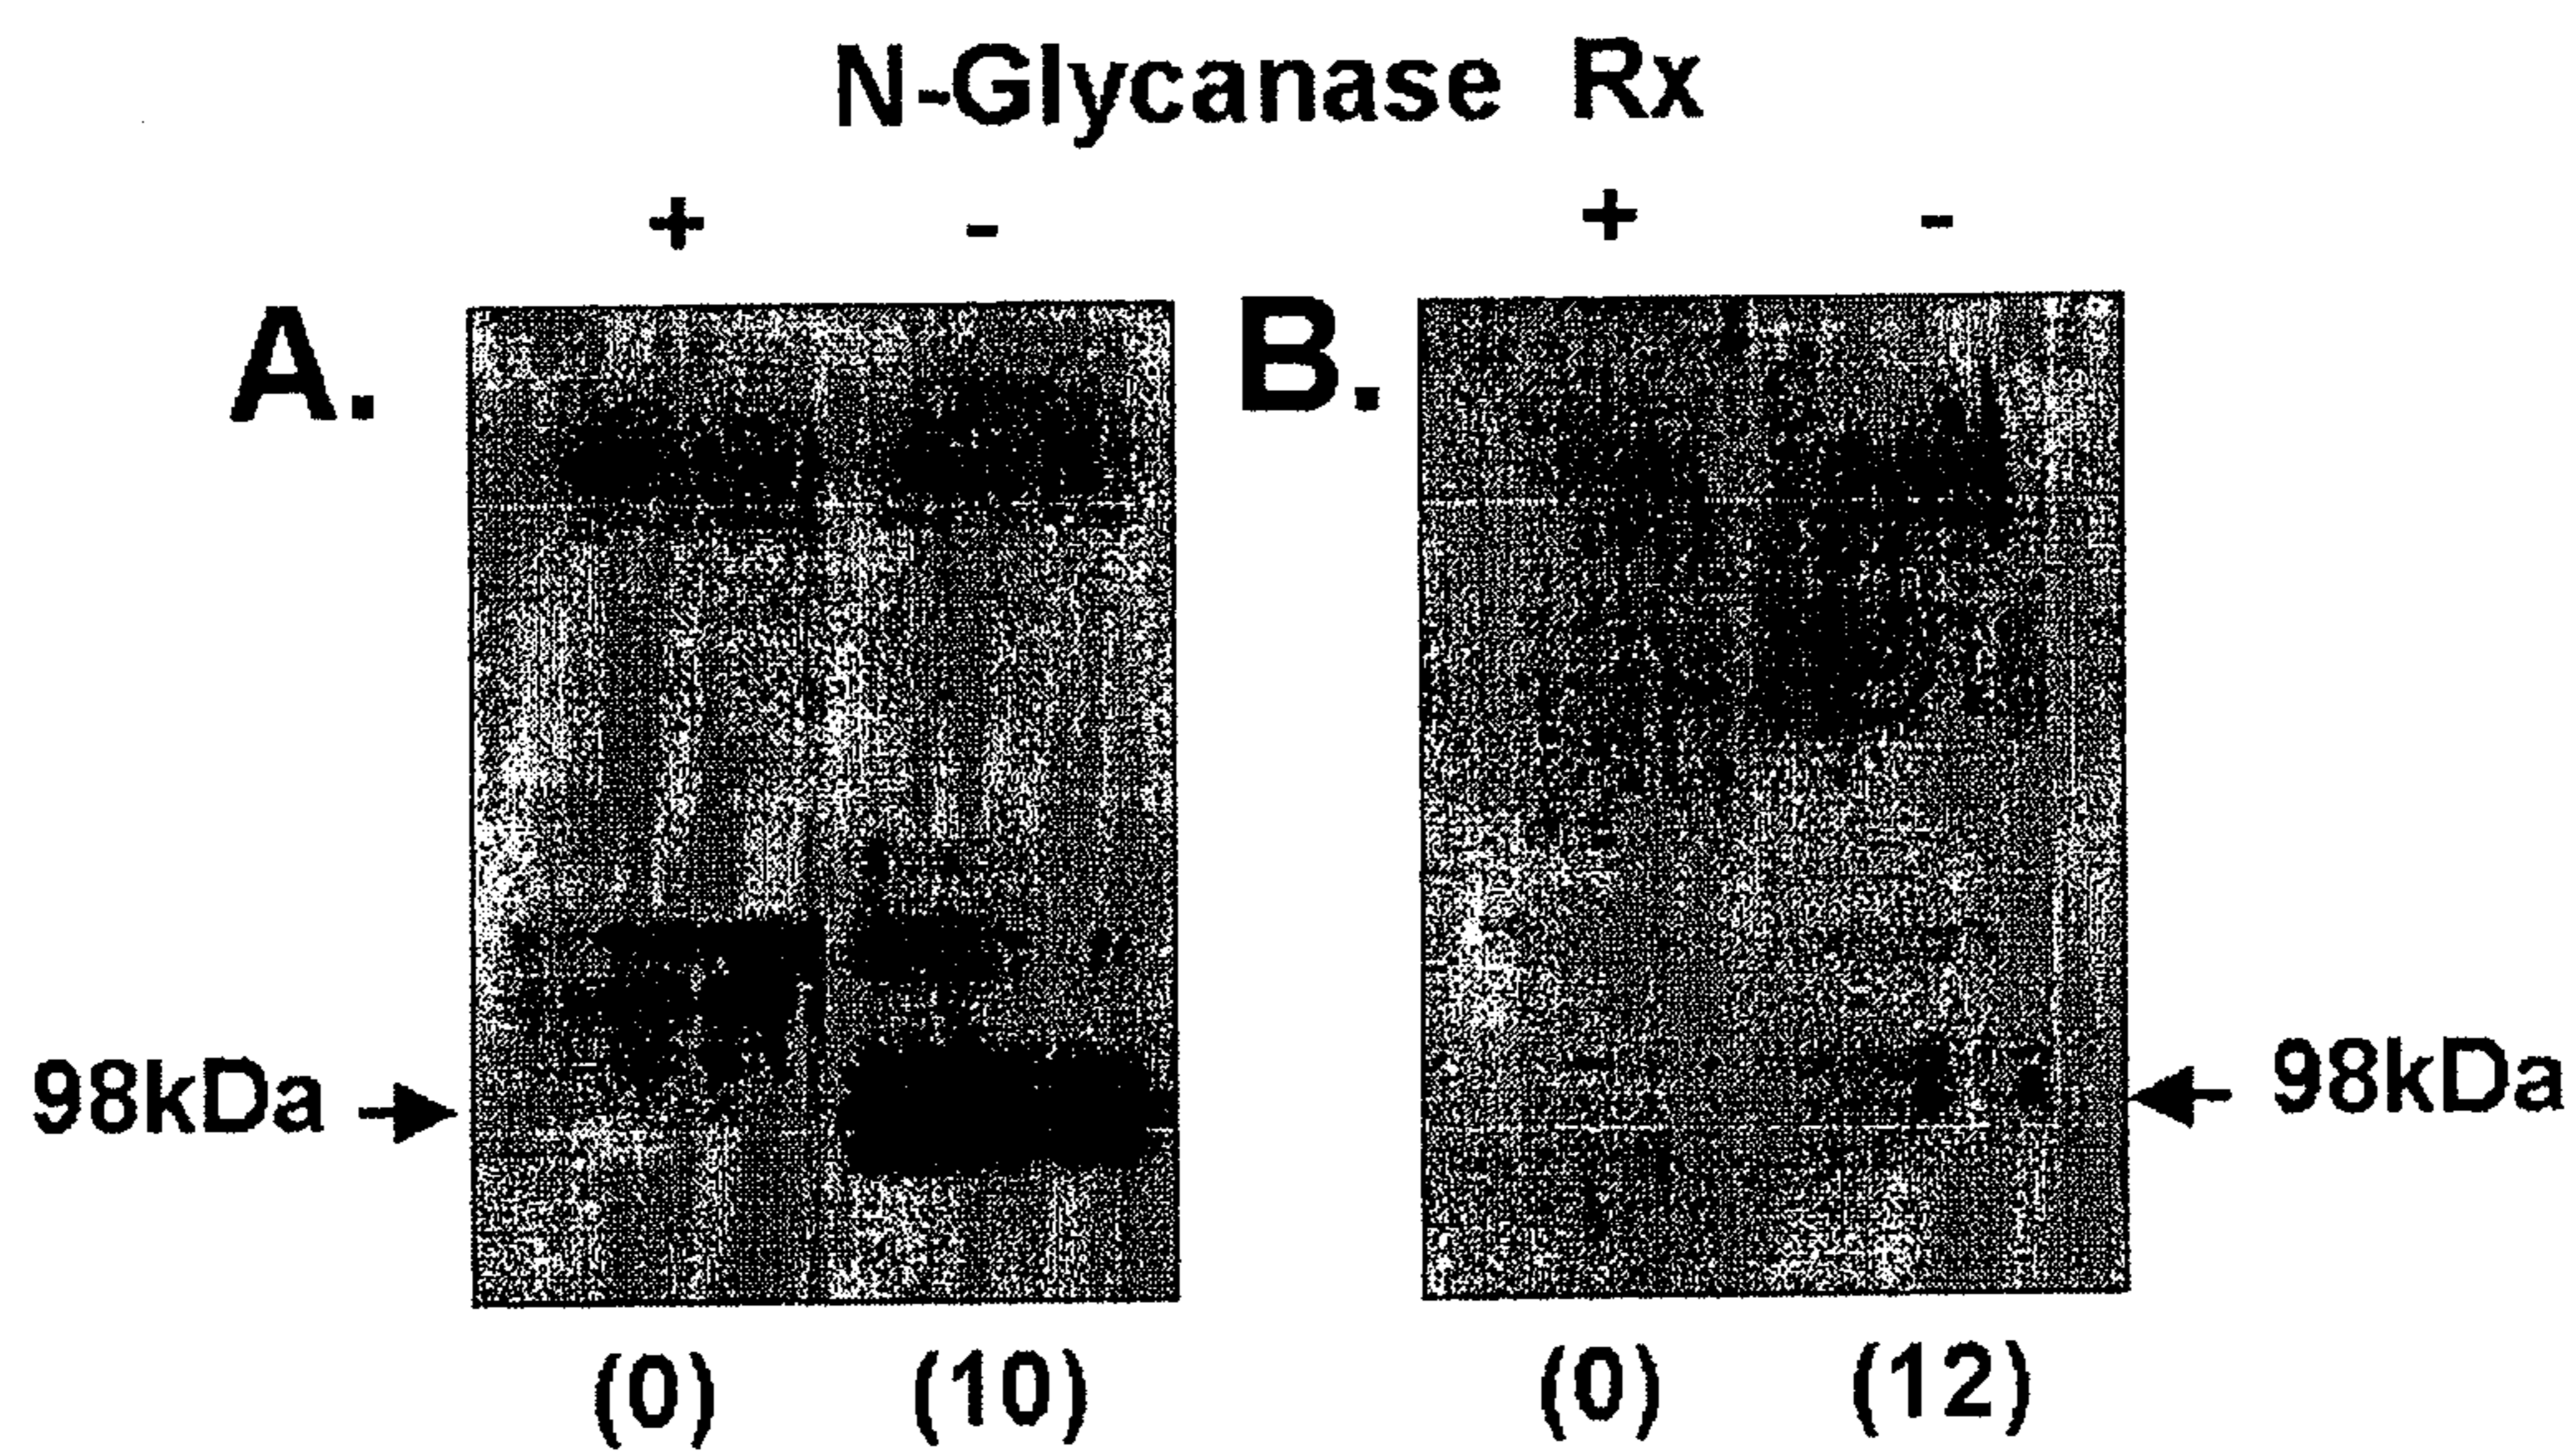 N-Glycanase Rx
+ - + -
A. B.
98kDa 98kDa
(0) (10) (0) (12)